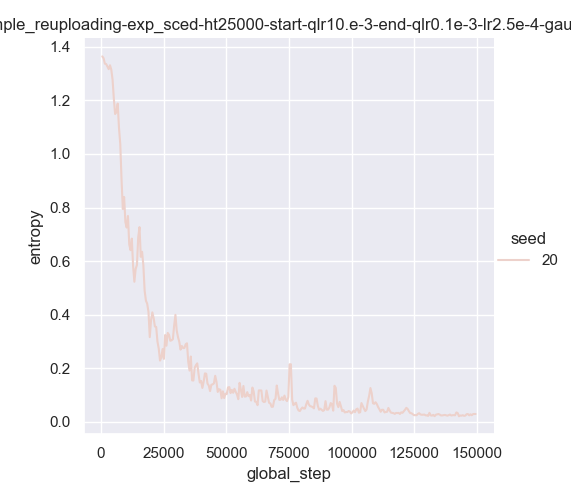 nple_reuploading-exp_sced-ht25000-start-qlr10.e-3-end-qlr0.1e-3-lr2.5e-4-gau
1.4
1.2
1.0
0.8
0.6
0.4
0.2
0.0
entropy
0 25000 50000 75000 100000 125000 150000
global_step
seed
20